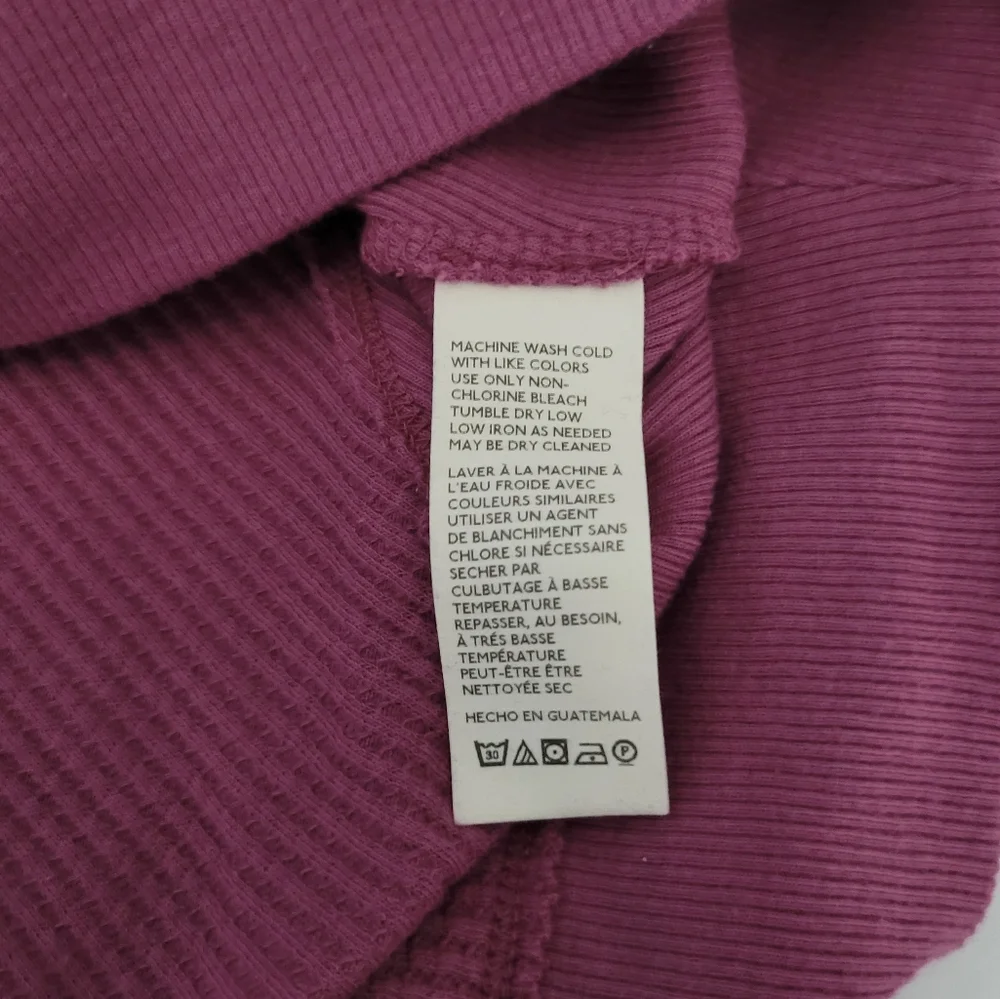 MACHINE WASH COLD
WITH LIKE COLORS
USE ONLY NON-
CHLORINE BLEACH
TUMBLE DRY LOW
LOW IRON AS NEEDED
MAY BE DRY CLEANED
LAVER À LA MACHINE À
L'EAU FROIDE AVEC
COULEURS SIMILAIRES
UTILISER UN AGENT
DE BLANCHIMENT SANS
CHLORE SI NÉCESSAIRE
SECHER PAR
CULBUTAGE À BASSE
TEMPERATURE
REPASSER, AU BESOIN,
À TRÉS BASSE
TEMPÉRATURE
PEUT-ÊTRE ÊTRE
NETTOYÉE SEC
HECHO EN GUATEMALA
30 P